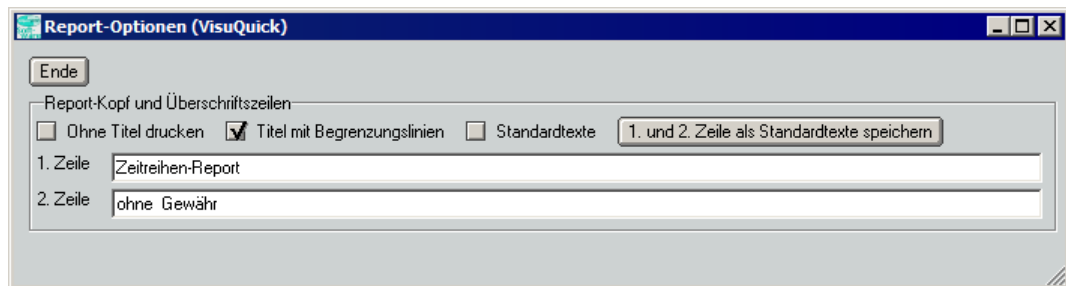 Report-Optionen (VisuQuick)
Ende
Report-Kopf und Überschriftszeilen
Ohne Titel drucken Titel mit Begrenzungslinien Standardtexte 1. und 2. Zeile als Standardtexte speichern
1. Zeile Zeitreihen-Report
2. Zeile ohne Gewähr